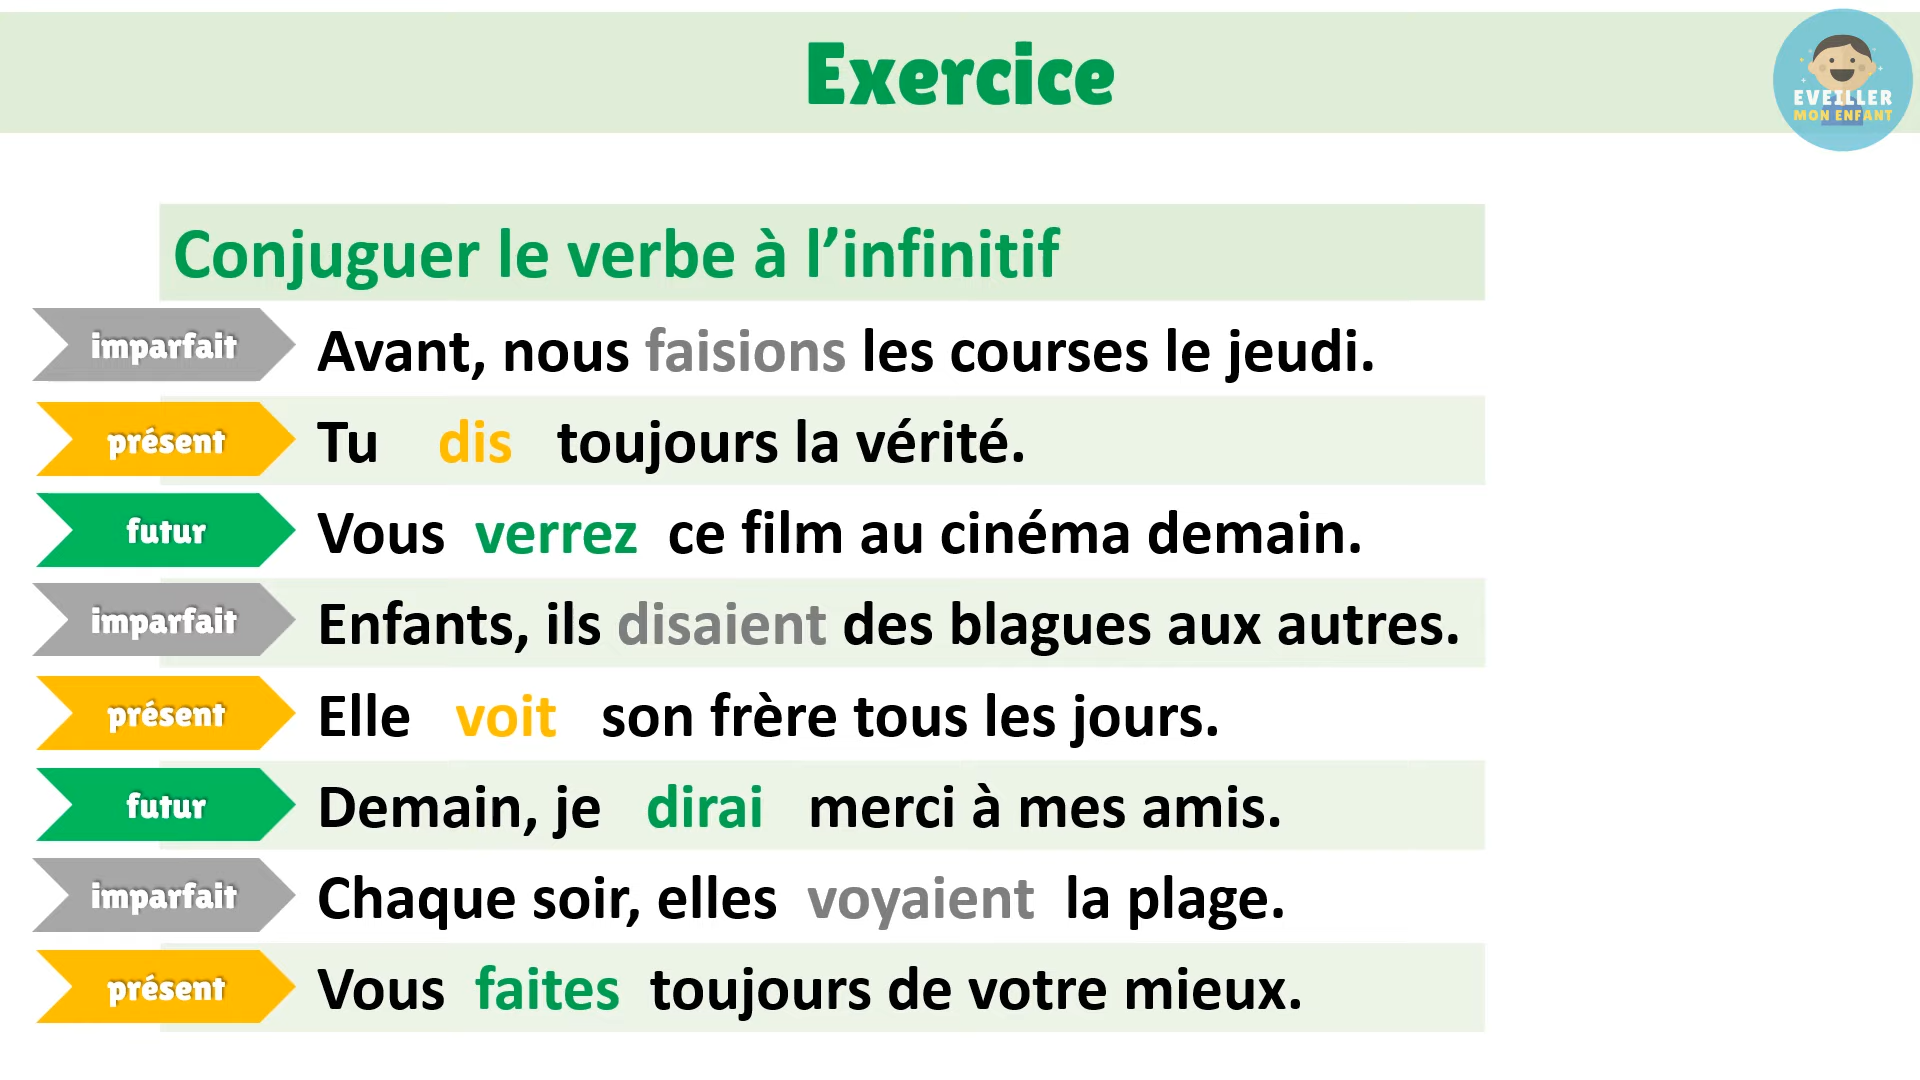 Exercice
EVEILLER
MON ENFANT
Conjuguer le verbe à l’infinitif
imparfait Avant, nous faisions les courses le jeudi.
présent Tu dis toujours la vérité.
futur Vous verrez ce film au cinéma demain.
imparfait Enfants, ils disaient des blagues aux autres.
présent Elle voit son frère tous les jours.
futur Demain, je dirai merci à mes amis.
imparfait Chaque soir, elles voyaient la plage.
présent Vous faites toujours de votre mieux.